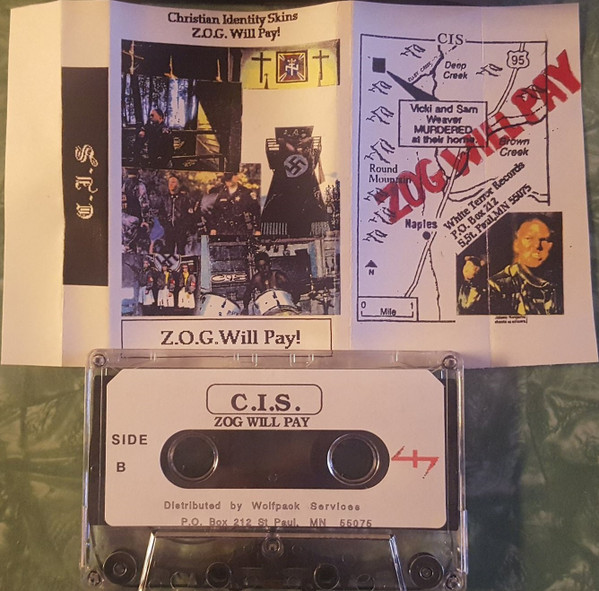 C.I.S
Christian Identity Skins
Z.O.G. Will Pay!
Z.O.G.Will Pay!
CIS
95
Deep
Creek
Vicki and Sam
Weaver
MURDERED
at their home
Round
Mountain
Brown
Creek
ZOG WILL PAY
White Terror Records
P.O. Box 212
S.St. Paul,MN 55075
Naples
N
0 1
Mile
C.I.S.
ZOG WILL PAY
SIDE
B
Distributed by Wolfpack Services
P.O. Box 212 St Paul, MN 55075